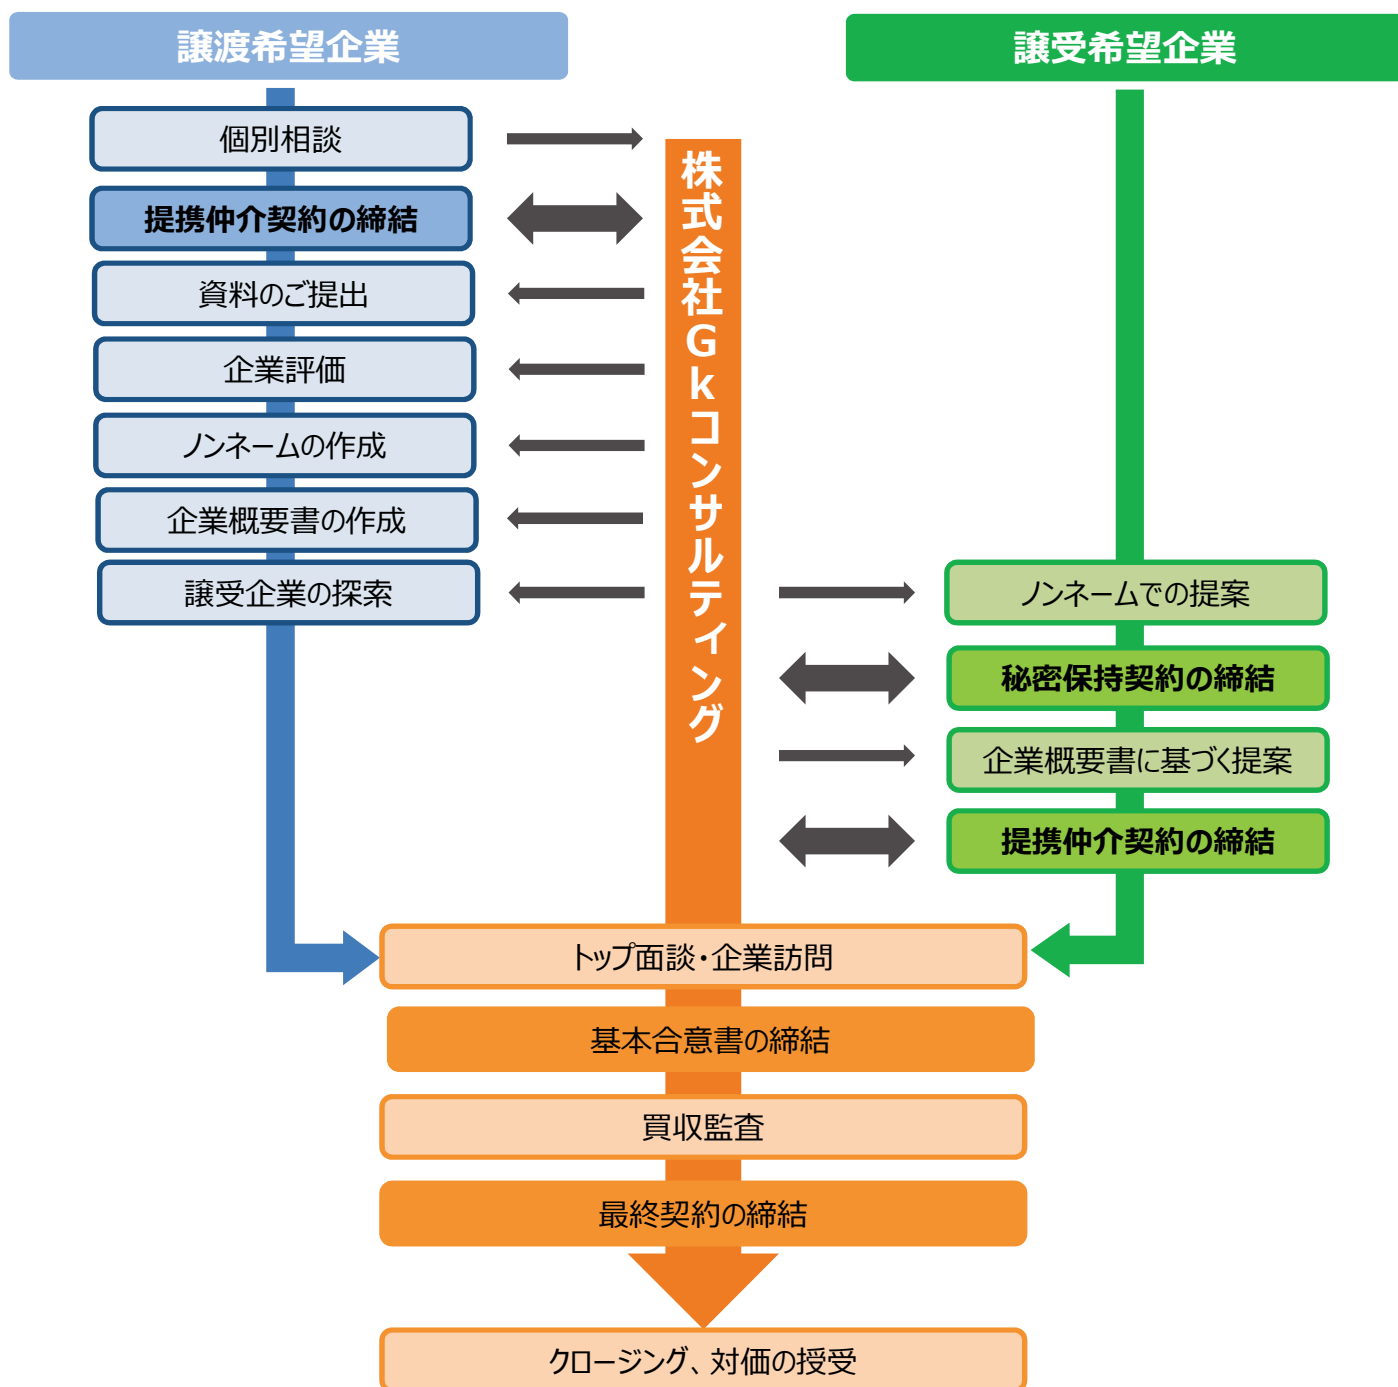 譲渡希望企業
譲受希望企業
個別相談
提携仲介契約の締結
資料のご提出
企業評価
ノンネームの作成
企業概要書の作成
譲受企業の探索
株式会社Gkコンサルティング
ノンネームでの提案
秘密保持契約の締結
企業概要書に基づく提案
提携仲介契約の締結
トップ面談・企業訪問
基本合意書の締結
買収監査
最終契約の締結
クロージング、対価の授受